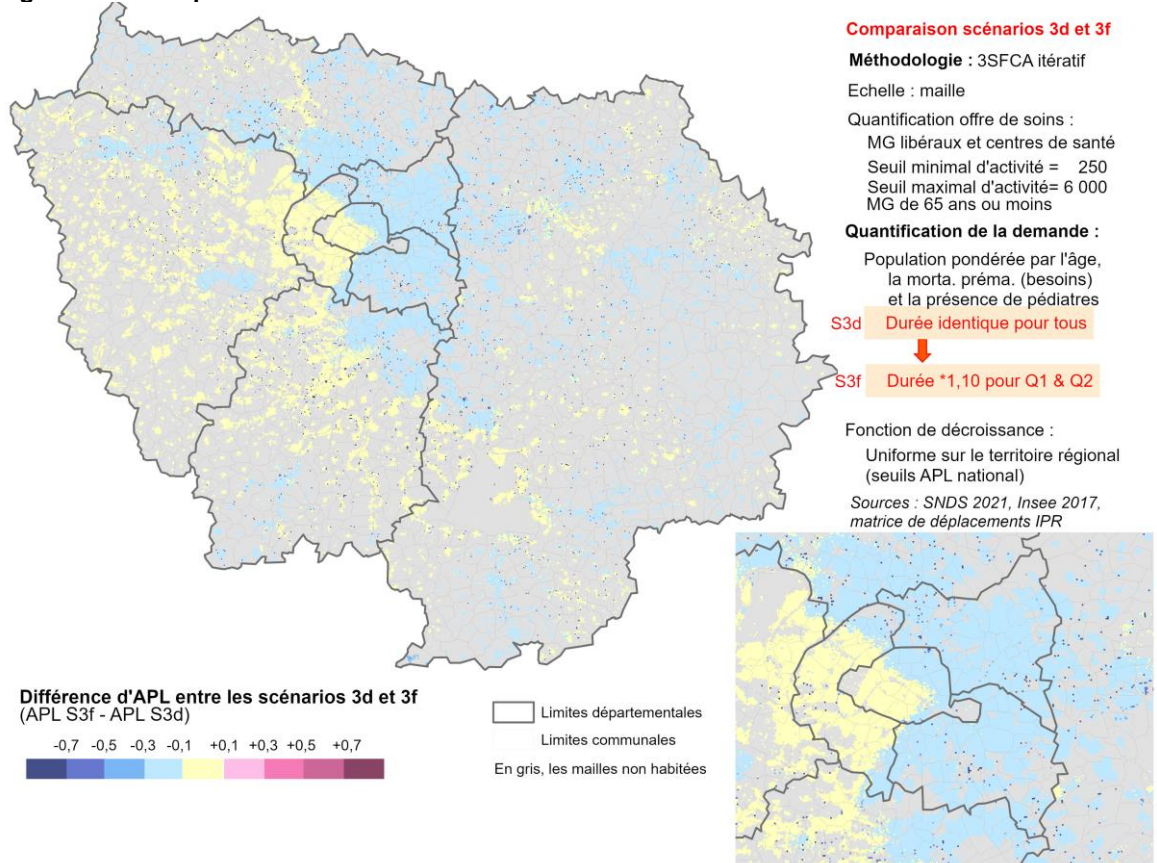 Comparaison scénarios 3d et 3f
Méthodologie : 3SFCA itératif
Echelle : maille
Quantification offre de soins :
MG libéraux et centres de santé
Seuil minimal d'activité = 250
Seuil maximal d'activité= 6 000
MG de 65 ans ou moins
Quantification de la demande :
Population pondérée par l'âge,
la morta. préma. (besoins)
et la présence de pédiatres
S3d Durée identique pour tous
S3f Durée *1,10 pour Q1 & Q2
Fonction de décroissance :
Uniforme sur le territoire régional
(seuils APL national)
Sources : SNDS 2021, Insee 2017,
matrice de déplacements IPR
Différence d'APL entre les scénarios 3d et 3f
(APL S3f - APL S3d)
-0,7 -0,5 -0,3 -0,1 +0,1 +0,3 +0,5 +0,7
Limites départementales
Limites communales
En gris, les mailles non habitées